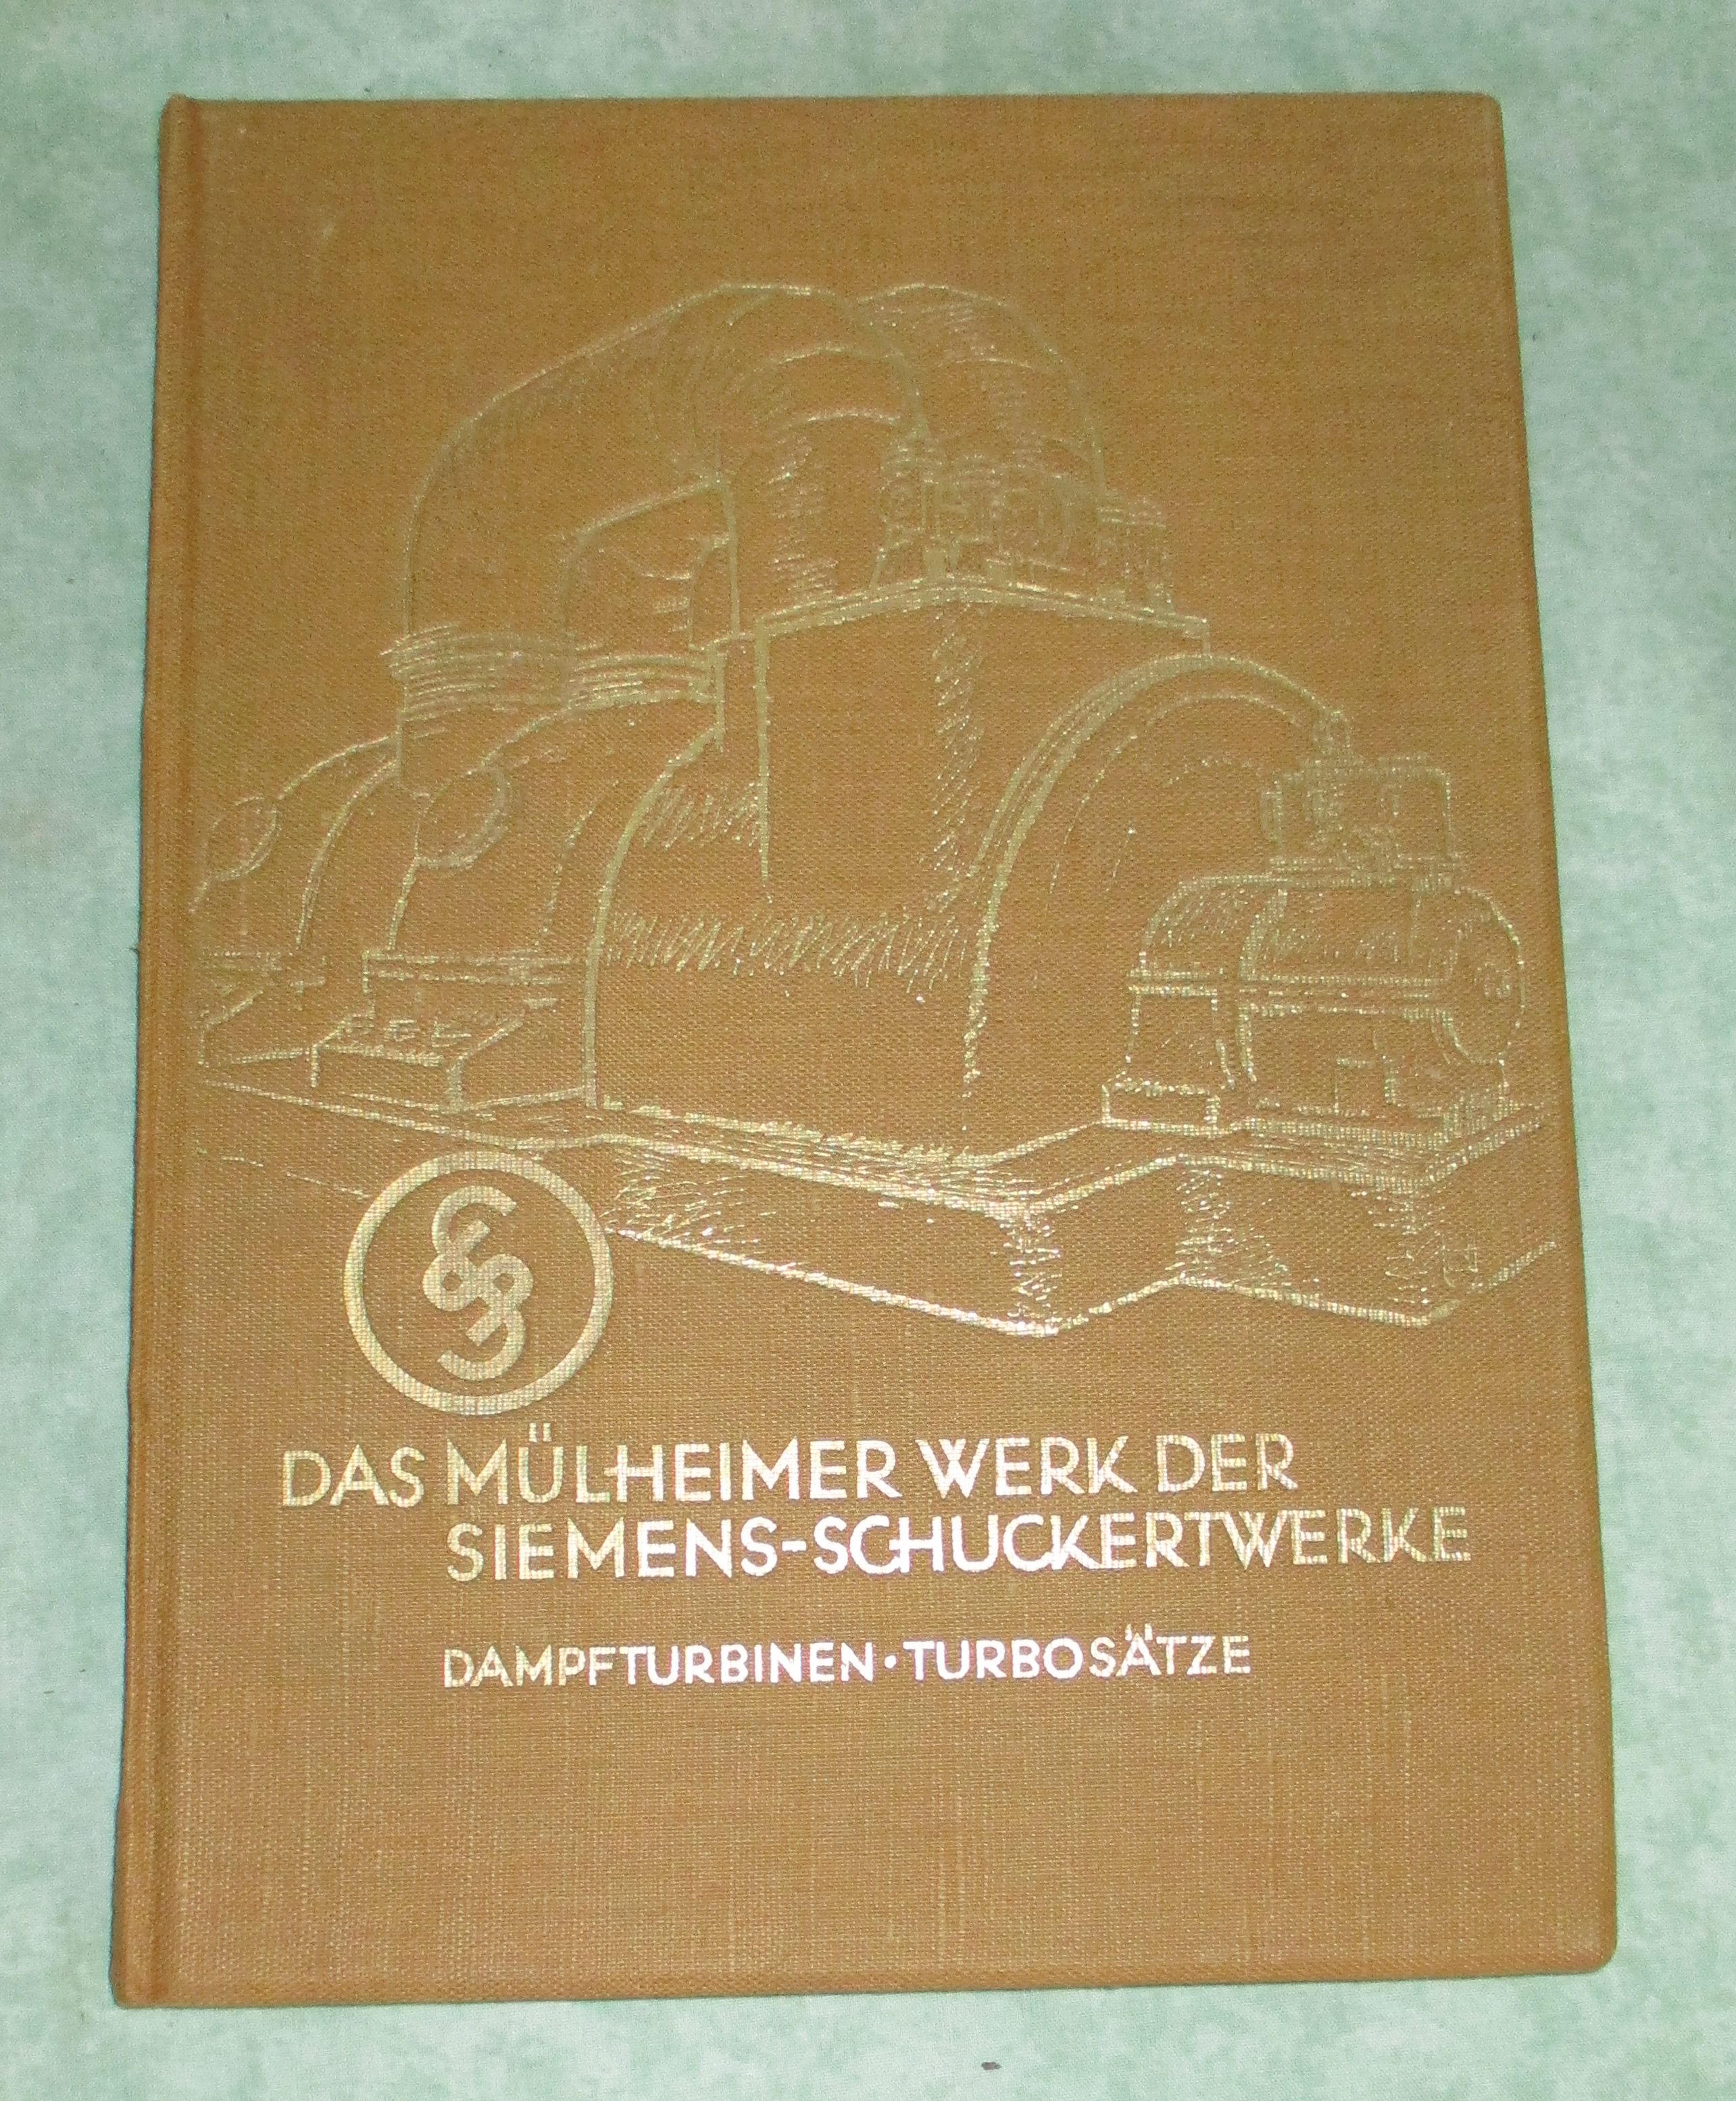 DAS MÜLHEIMER WERK DER
SIEMENS-SCHUCKERTWERKE
DAMPFTURBINEN·TURBOSÄTZE